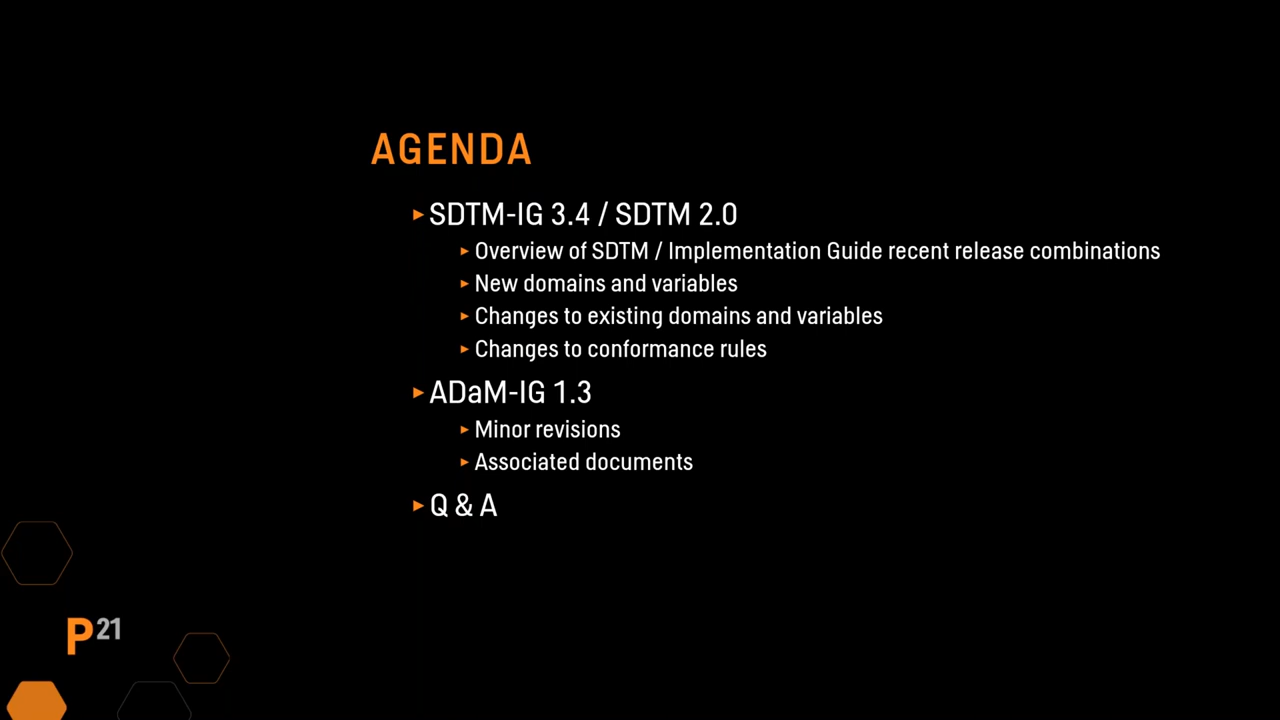 AGENDA
SDTM-IG 3.4 / SDTM 2.0
Overview of SDTM / Implementation Guide recent release combinations
New domains and variables
Changes to existing domains and variables
Changes to conformance rules
ADaM-IG 1.3
Minor revisions
Associated documents
Q & A
P21